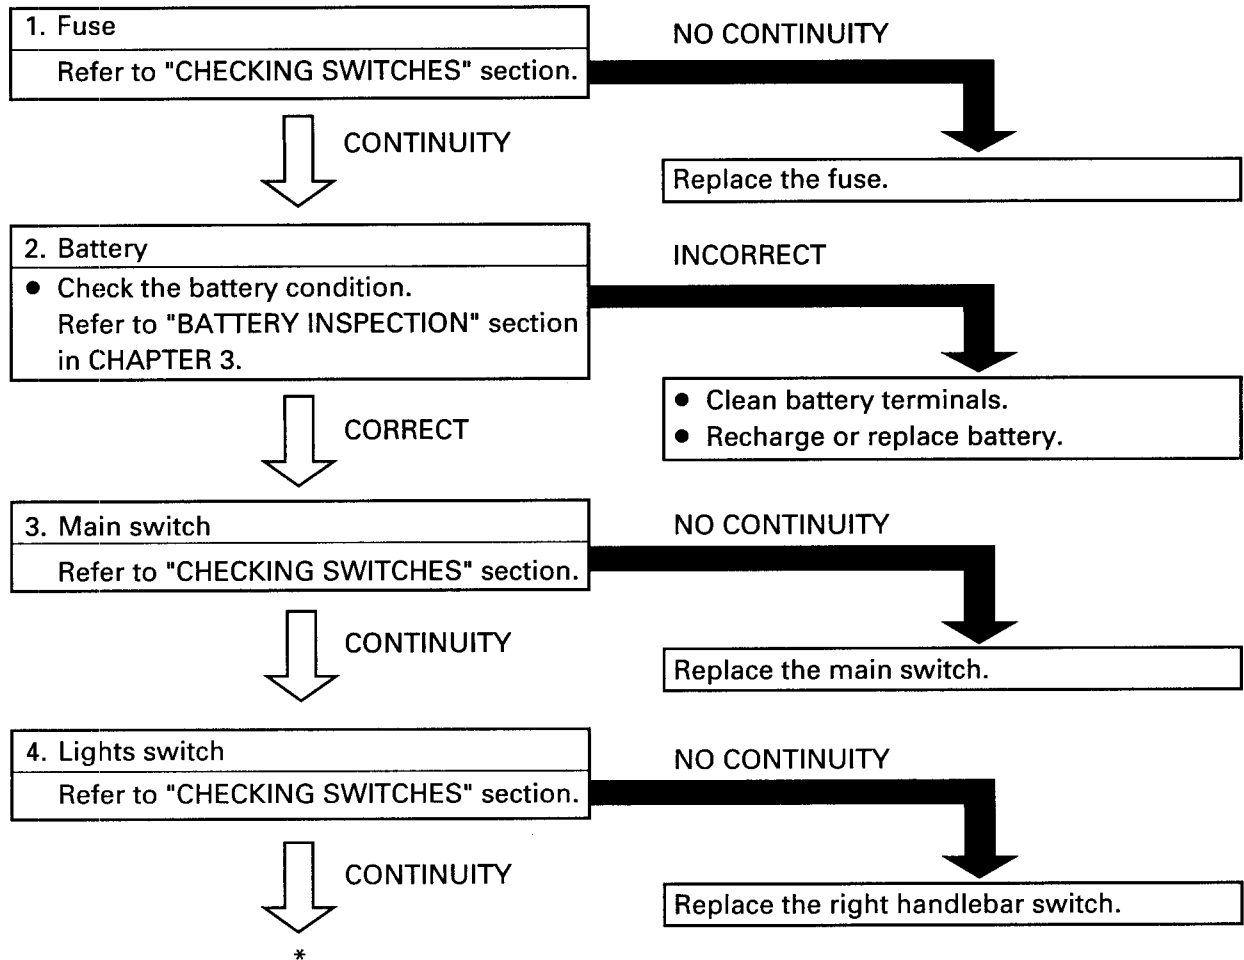 1. Fuse
Refer to "CHECKING SWITCHES" section.
NO CONTINUITY
CONTINUITY
Replace the fuse.
2. Battery
● Check the battery condition.
Refer to "BATTERY INSPECTION" section
in CHAPTER 3.
INCORRECT
CORRECT
● Clean battery terminals.
● Recharge or replace battery.
3. Main switch
Refer to "CHECKING SWITCHES" section.
NO CONTINUITY
CONTINUITY
Replace the main switch.
4. Lights switch
Refer to "CHECKING SWITCHES" section.
NO CONTINUITY
CONTINUITY
Replace the right handlebar switch.
*